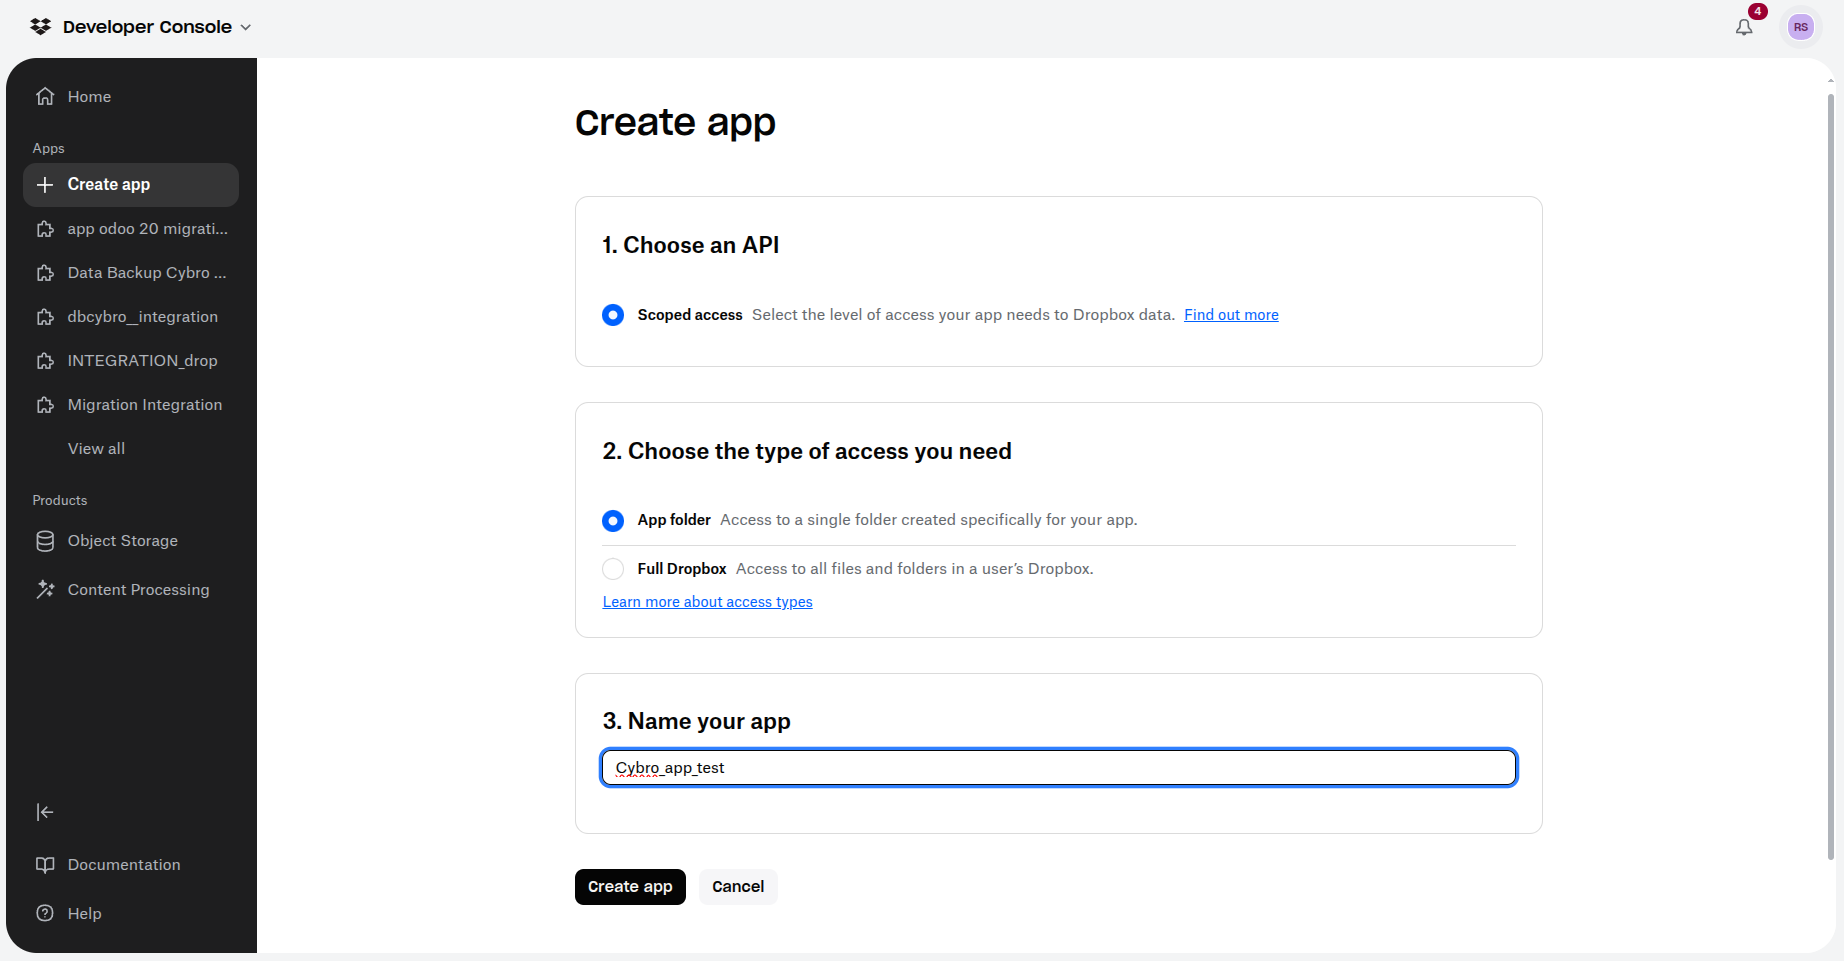 Developer Console
4
RS
Home
Apps
Create app
app odoo 20 migrati...
Data Backup Cybro ...
dbcybro__integration
INTEGRATION_drop
Migration Integration
View all
Products
Object Storage
Content Processing
Documentation
Help
Create app
1. Choose an API
Scoped access Select the level of access your app needs to Dropbox data. Find out more
2. Choose the type of access you need
App folder Access to a single folder created specifically for your app.
Full Dropbox Access to all files and folders in a user’s Dropbox.
Learn more about access types
3. Name your app
Cybro_app_test
Create app Cancel